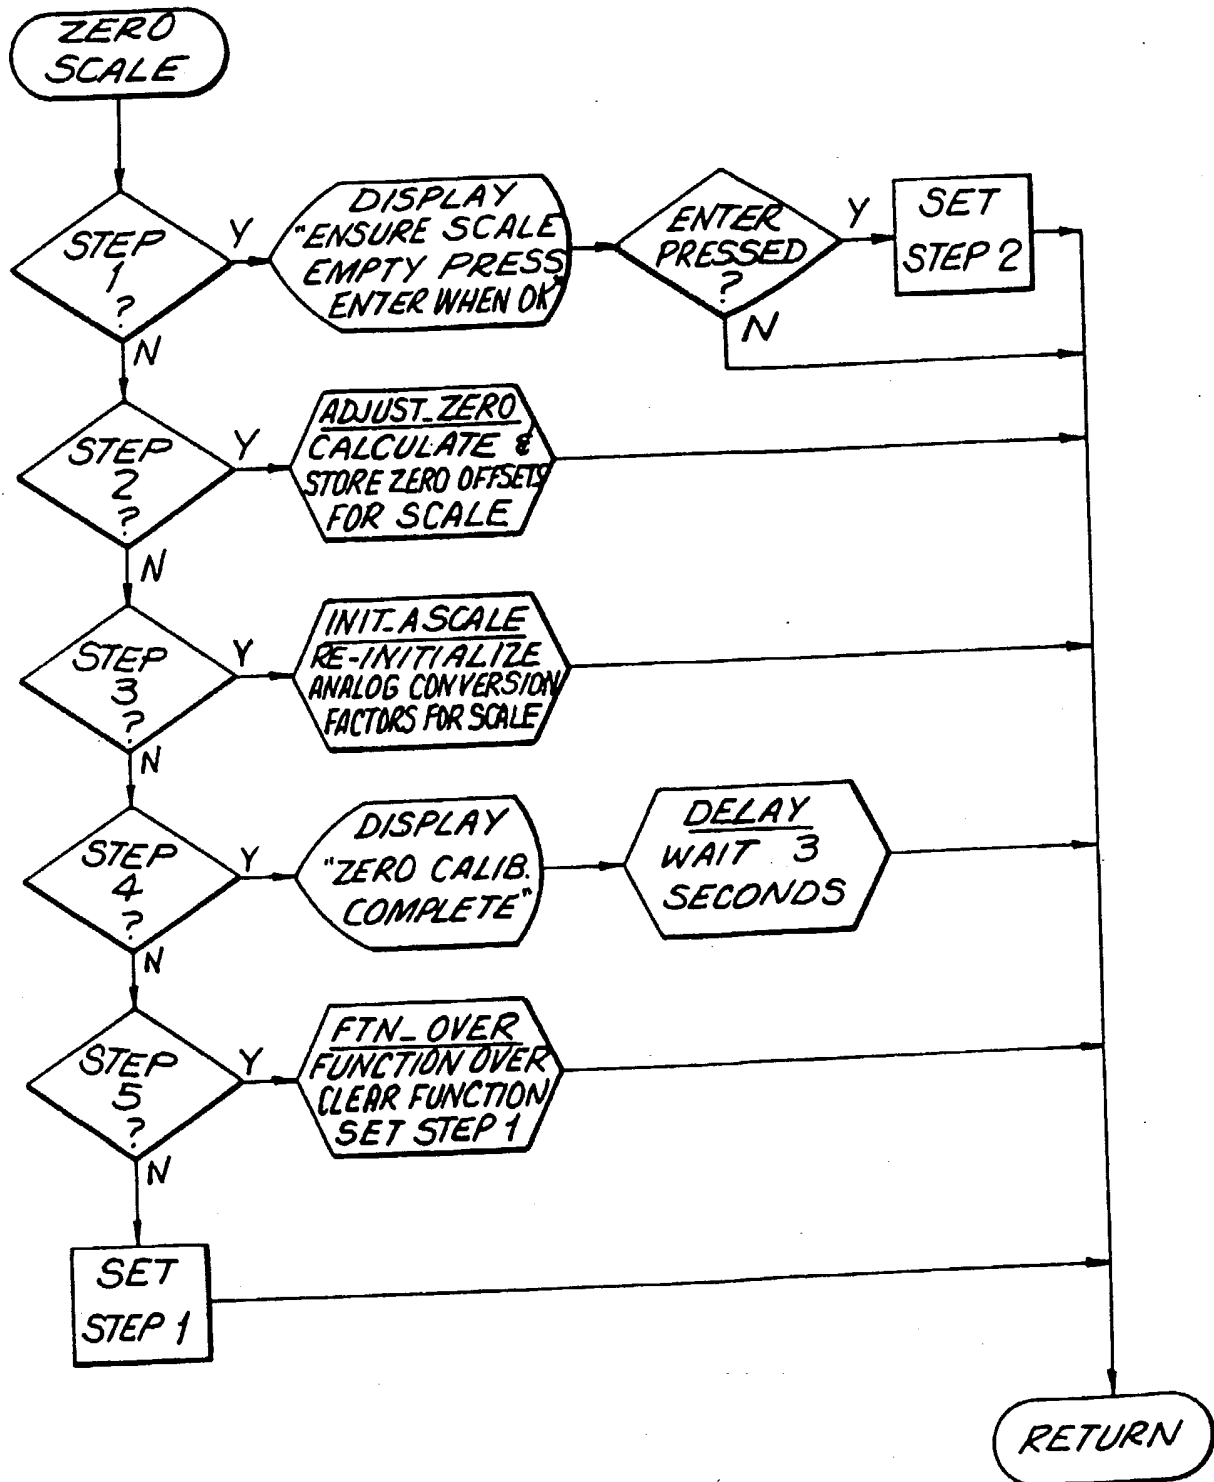 ZERO
SCALE
STEP
1
?
Y
DISPLAY
"ENSURE SCALE
EMPTY PRESS
ENTER WHEN OK"
ENTER
PRESSED
?
Y
SET
STEP 2
N
N
STEP
2
?
Y
ADJUST_ZERO
CALCULATE &
STORE ZERO OFFSETS
FOR SCALE
N
STEP
3
?
Y
INIT_ASCALE
RE-INITIALIZE
ANALOG CONVERSION
FACTORS FOR SCALE
N
STEP
4
?
Y
DISPLAY
"ZERO CALIB.
COMPLETE"
DELAY
WAIT 3
SECONDS
N
STEP
5
?
Y
FTN_OVER
FUNCTION OVER
CLEAR FUNCTION
SET STEP 1
N
SET
STEP 1
RETURN